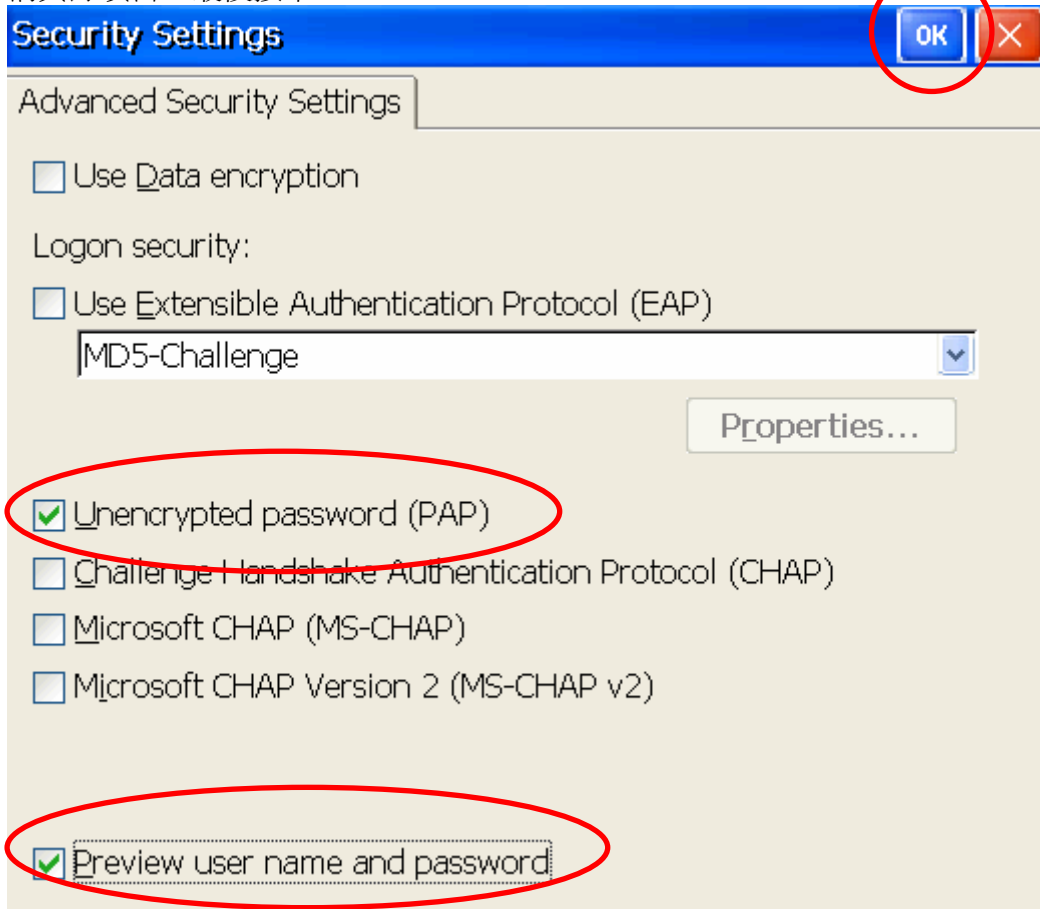 Security Settings
OK
Advanced Security Settings
Use Data encryption
Logon security:
Use Extensible Authentication Protocol (EAP)
MD5-Challenge
Properties...
Unencrypted password (PAP)
Challenge Handshake Authentication Protocol (CHAP)
Microsoft CHAP (MS-CHAP)
Microsoft CHAP Version 2 (MS-CHAP v2)
Preview user name and password